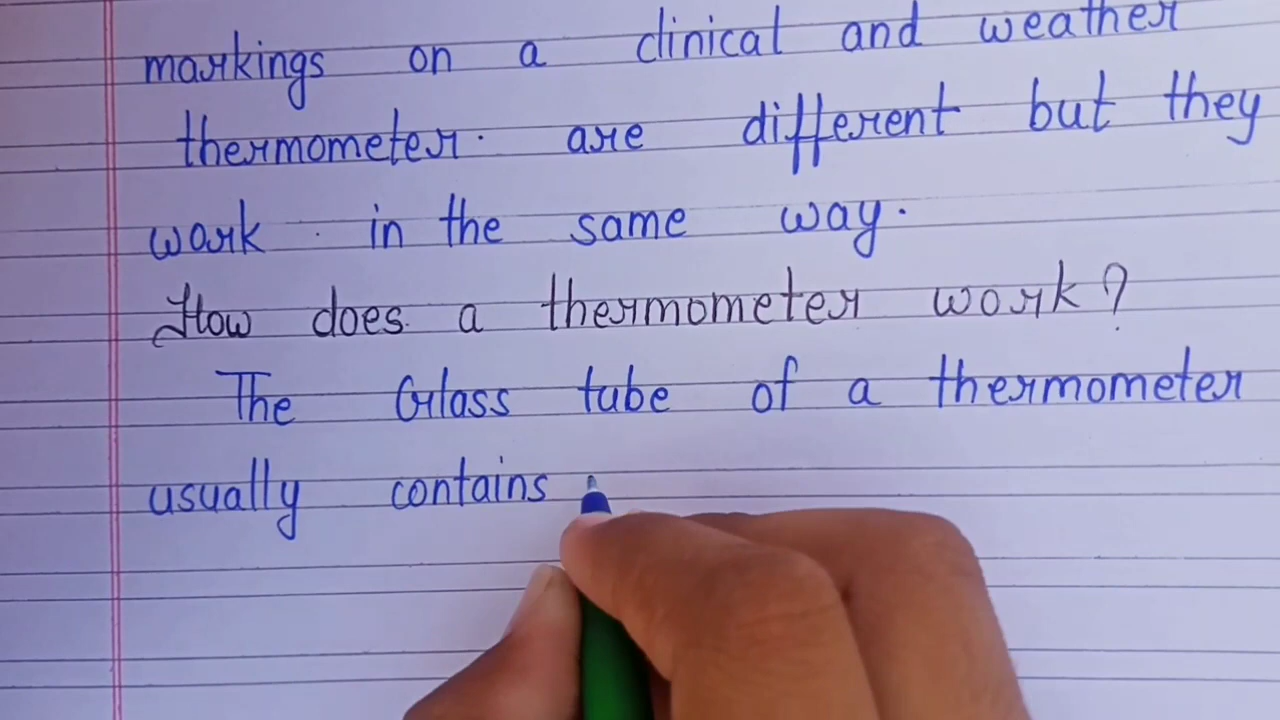 markings on a clinical and weather
thermometer. are different but they
work in the same way.
How does a thermometer work?
The Glass tube of a thermometer
usually contains